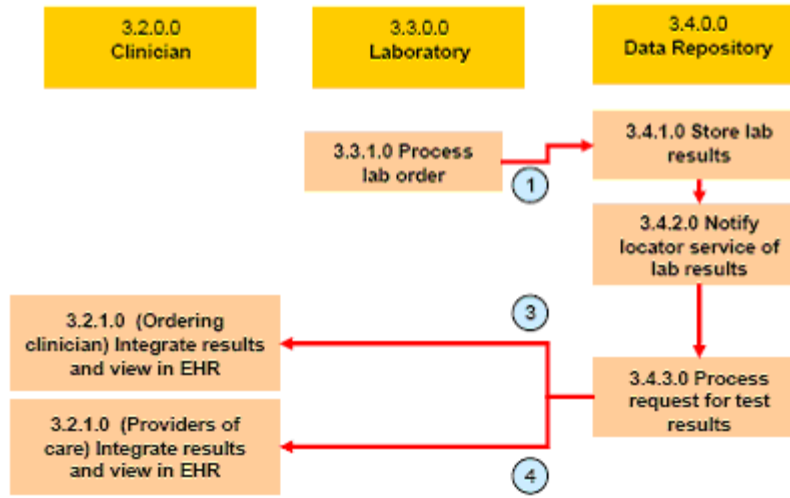 3.2.0.0
Clinician
3.3.0.0
Laboratory
3.4.0.0
Data Repository
3.3.1.0 Process
lab order
1
3.4.1.0 Store lab
results
3.4.2.0 Notify
locator service of
lab results
3.2.1.0 (Ordering
clinician) Integrate results
and view in EHR
3
3.4.3.0 Process
request for test
results
3.2.1.0 (Providers of
care) Integrate results
and view in EHR
4